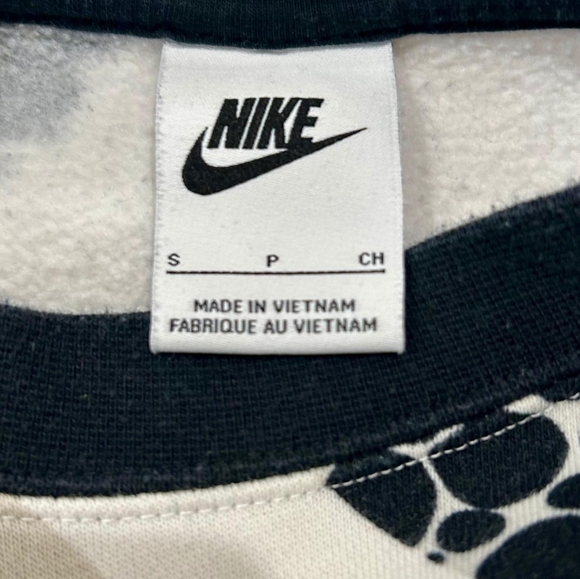 NIKE
S P CH
MADE IN VIETNAM
FABRIQUE AU VIETNAM